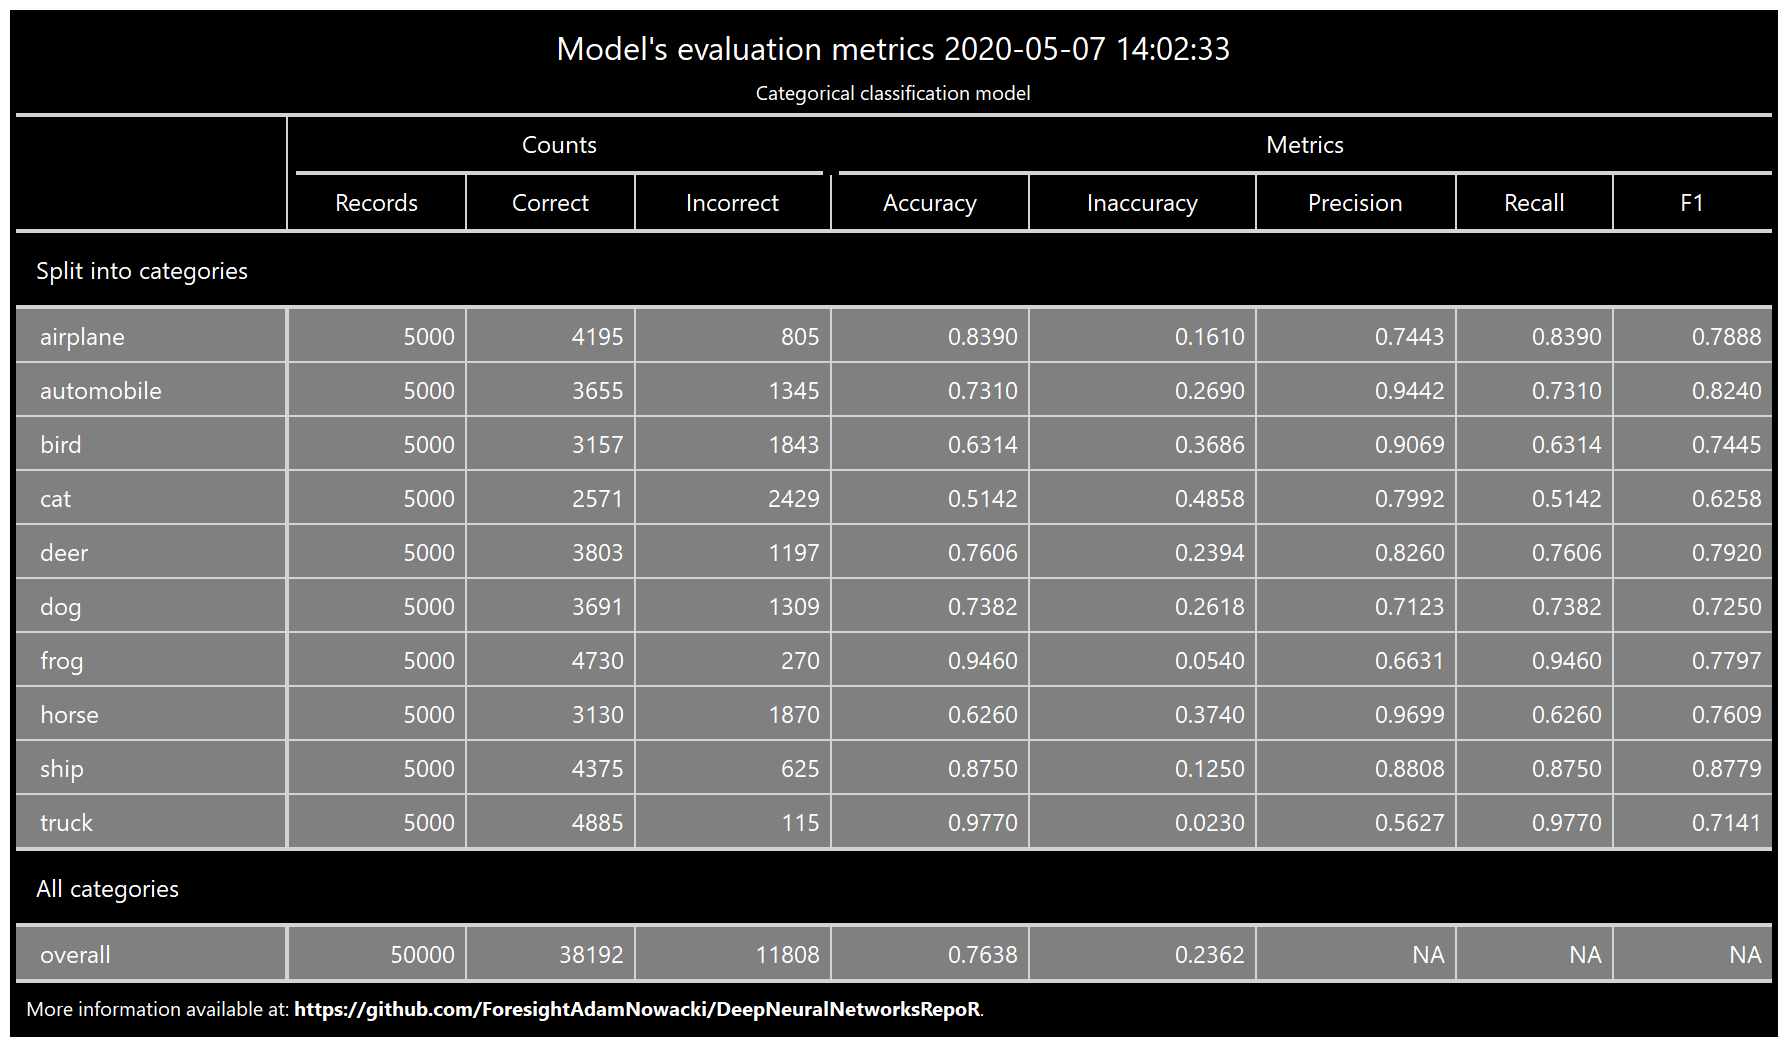 Model's evaluation metrics 2020-05-07 14:02:33
Categorical classification model
Counts Metrics
Records Correct Incorrect Accuracy Inaccuracy Precision Recall F1
Split into categories
airplane 5000 4195 805 0.8390 0.1610 0.7443 0.8390 0.7888
automobile 5000 3655 1345 0.7310 0.2690 0.9442 0.7310 0.8240
bird 5000 3157 1843 0.6314 0.3686 0.9069 0.6314 0.7445
cat 5000 2571 2429 0.5142 0.4858 0.7992 0.5142 0.6258
deer 5000 3803 1197 0.7606 0.2394 0.8260 0.7606 0.7920
dog 5000 3691 1309 0.7382 0.2618 0.7123 0.7382 0.7250
frog 5000 4730 270 0.9460 0.0540 0.6631 0.9460 0.7797
horse 5000 3130 1870 0.6260 0.3740 0.9699 0.6260 0.7609
ship 5000 4375 625 0.8750 0.1250 0.8808 0.8750 0.8779
truck 5000 4885 115 0.9770 0.0230 0.5627 0.9770 0.7141
All categories
overall 50000 38192 11808 0.7638 0.2362 NA NA NA
More information available at: https://github.com/ForesightAdamNowacki/DeepNeuralNetworksRepoR.